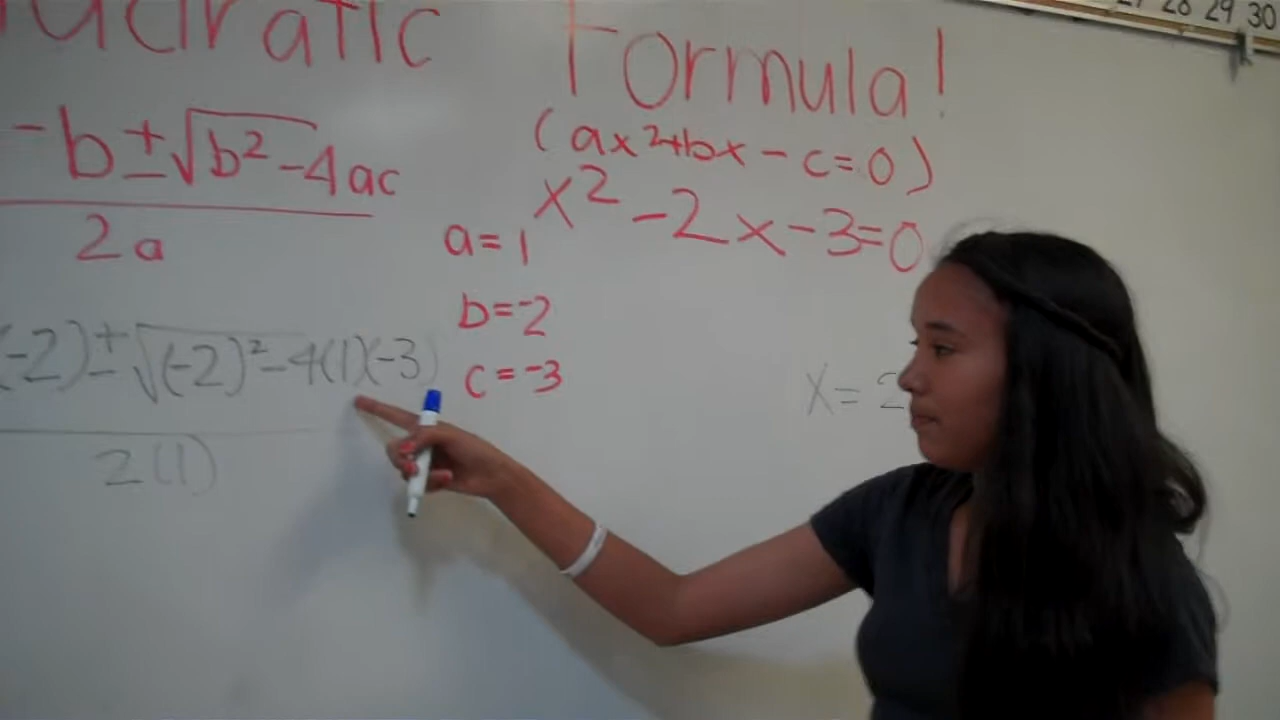 uadratic Formula!
27 28 29 30
-b ± √b² - 4ac
2a
(ax²+bx - c = 0)
x² - 2x - 3 = 0
a = 1
b = -2
c = -3
(-2) ± √(-2)² - 4(1)(-3)
2(1)
x = 2